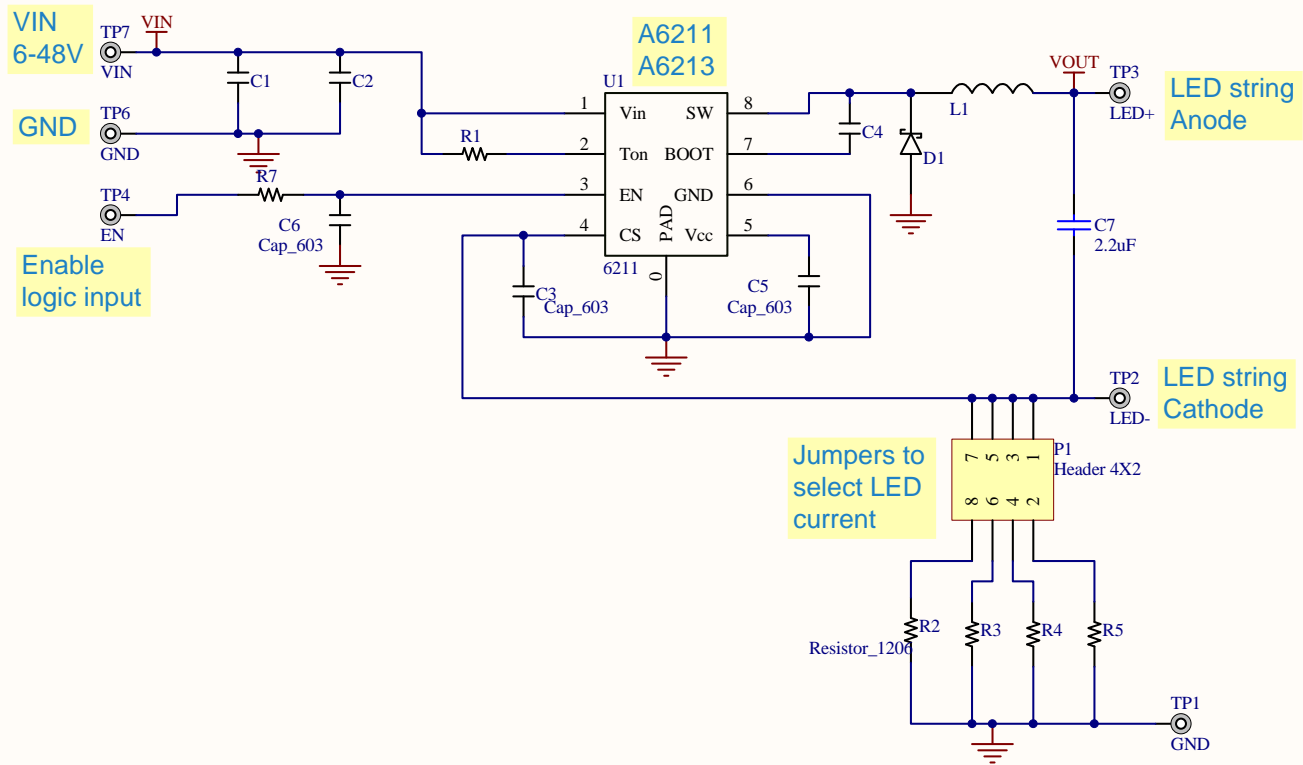 VIN
6-48V
TP7
VIN
VIN
C1
C2
A6211
A6213
U1
1
Vin
SW
8
2
Ton
BOOT
7
3
EN
GND
6
4
CS
Vcc
5
PAD
0
6211
GND
TP6
GND
R1
R7
TP4
EN
Enable
logic input
C6
Cap_603
C3
Cap_603
C5
Cap_603
C4
D1
L1
VOUT
TP3
LED+
LED string
Anode
C7
2.2uF
TP2
LED-
LED string
Cathode
Jumpers to
select LED
current
P1
Header 4X2
7
5
3
1
8
6
4
2
R2
Resistor_1206
R3
R4
R5
TP1
GND